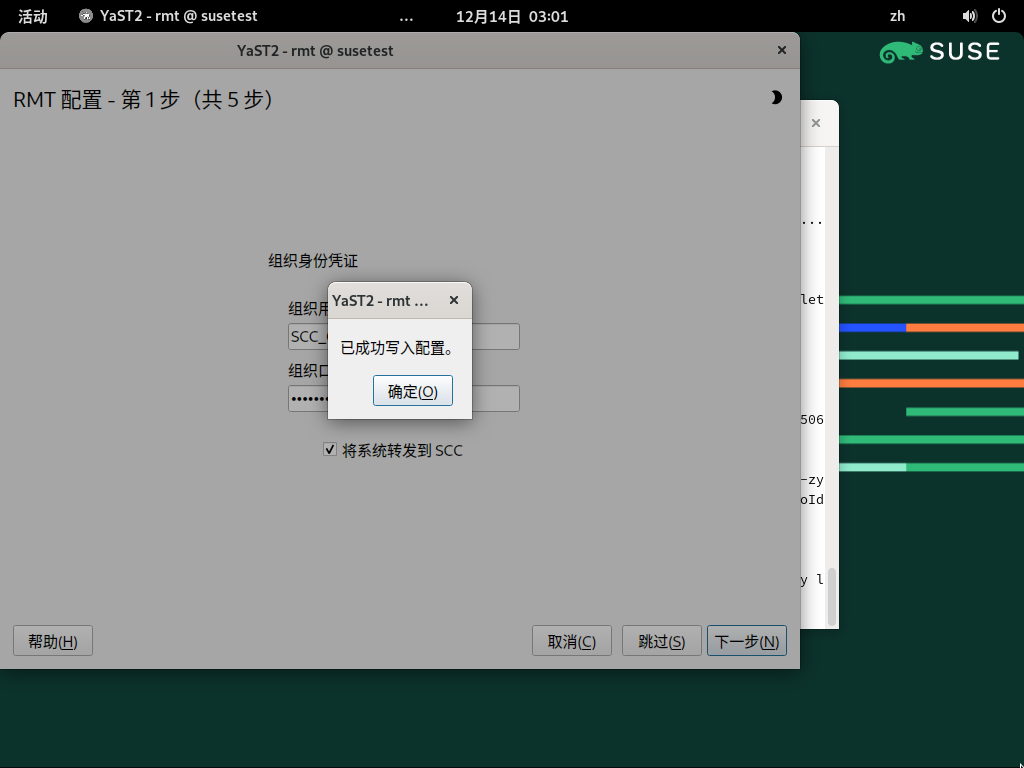 活动 YaST2 - rmt @ susetest ... 12月14日 03:01 zh
YaST2 - rmt @ susetest
SUSE
RMT 配置 - 第 1 步（共 5 步）
...
组织身份凭证
let
YaST2 - rmt ...
组织用
SCC_
已成功写入配置。
组织口
确定(O)
506
将系统转发到 SCC
-zy
oId
y l
帮助(H) 取消(C) 跳过(S) 下一步(N)